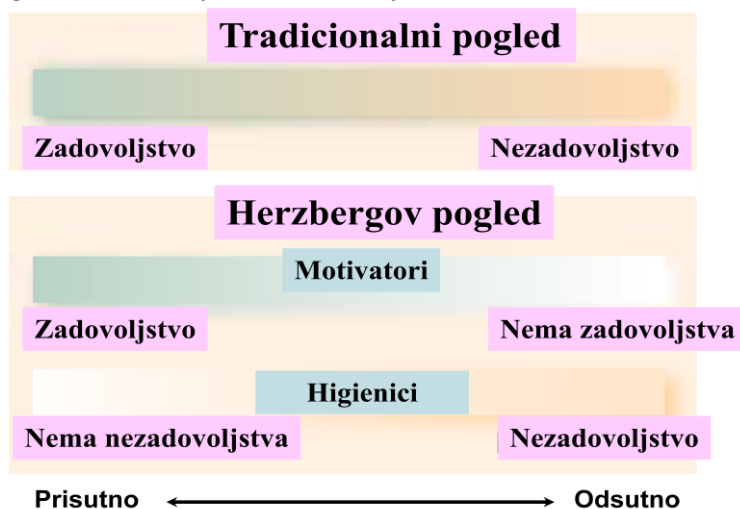 Tradicionalni pogled
Zadovoljstvo Nezadovoljstvo
Herzbergov pogled
Motivatori
Zadovoljstvo Nema zadovoljstva
Higienici
Nema nezadovoljstva Nezadovoljstvo
Prisutno Odsutno